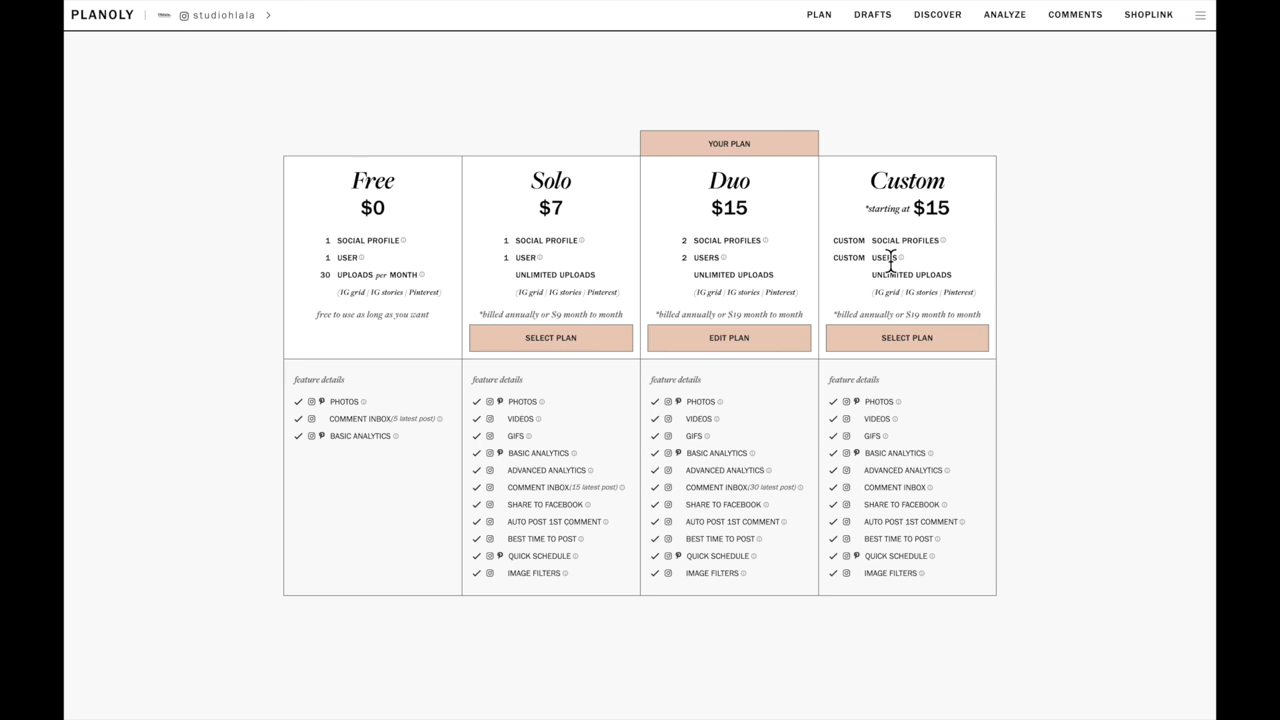 PLANOLY
studiohlala
PLAN DRAFTS DISCOVER ANALYZE COMMENTS SHOPLINK
YOUR PLAN
Free
$0
1 SOCIAL PROFILE
1 USER
30 UPLOADS per MONTH
(IG grid | IG stories | Pinterest)
free to use as long as you want
feature details
PHOTOS
COMMENT INBOX(5 latest post)
BASIC ANALYTICS
Solo
$7
1 SOCIAL PROFILE
1 USER
UNLIMITED UPLOADS
(IG grid | IG stories | Pinterest)
*billed annually or $9 month to month
SELECT PLAN
feature details
PHOTOS
VIDEOS
GIFS
BASIC ANALYTICS
ADVANCED ANALYTICS
COMMENT INBOX(15 latest post)
SHARE TO FACEBOOK
AUTO POST 1ST COMMENT
BEST TIME TO POST
QUICK SCHEDULE
IMAGE FILTERS
Duo
$15
2 SOCIAL PROFILES
2 USERS
UNLIMITED UPLOADS
(IG grid | IG stories | Pinterest)
*billed annually or $19 month to month
EDIT PLAN
feature details
PHOTOS
VIDEOS
GIFS
BASIC ANALYTICS
ADVANCED ANALYTICS
COMMENT INBOX(30 latest post)
SHARE TO FACEBOOK
AUTO POST 1ST COMMENT
BEST TIME TO POST
QUICK SCHEDULE
IMAGE FILTERS
Custom
*starting at $15
CUSTOM SOCIAL PROFILES
CUSTOM USERS
UNLIMITED UPLOADS
(IG grid | IG stories | Pinterest)
*billed annually or $19 month to month
SELECT PLAN
feature details
PHOTOS
VIDEOS
GIFS
BASIC ANALYTICS
ADVANCED ANALYTICS
COMMENT INBOX
SHARE TO FACEBOOK
AUTO POST 1ST COMMENT
BEST TIME TO POST
QUICK SCHEDULE
IMAGE FILTERS